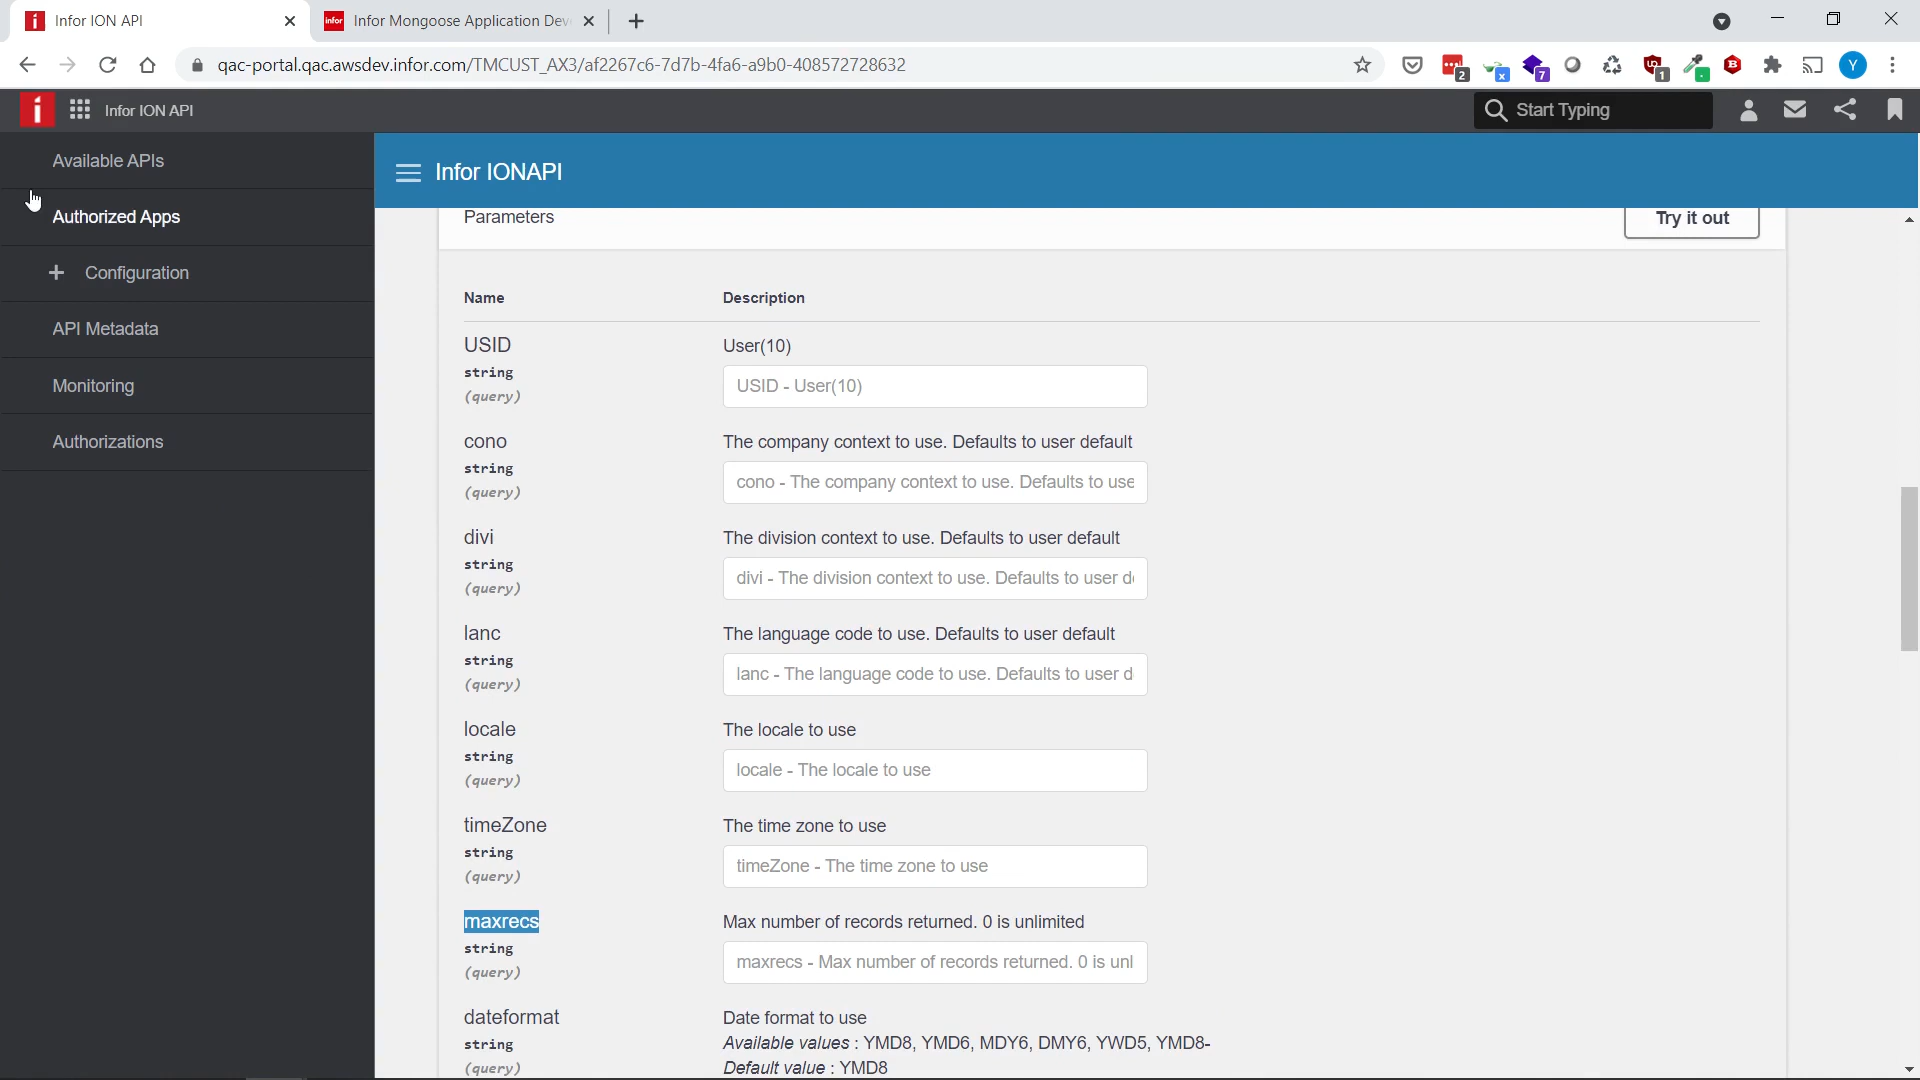 Infor ION API
infor Infor Mongoose Application Dev
qac-portal.qac.awsdev.infor.com/TMCUST_AX3/af2267c6-7d7b-4fa6-a9b0-408572728632
2
x
7
1
B
Y
Infor ION API
Start Typing
Available APIs
Authorized Apps
Configuration
API Metadata
Monitoring
Authorizations
Infor IONAPI
Parameters
Try it out
Name Description
USID User(10)
string
(query)
USID - User(10)
cono The company context to use. Defaults to user default
string
(query)
cono - The company context to use. Defaults to use
divi The division context to use. Defaults to user default
string
(query)
divi - The division context to use. Defaults to user d
lanc The language code to use. Defaults to user default
string
(query)
lanc - The language code to use. Defaults to user d
locale The locale to use
string
(query)
locale - The locale to use
timeZone The time zone to use
string
(query)
timeZone - The time zone to use
maxrecs Max number of records returned. 0 is unlimited
string
(query)
maxrecs - Max number of records returned. 0 is unl
dateformat Date format to use
string Available values : YMD8, YMD6, MDY6, DMY6, YWD5, YMD8-
(query) Default value : YMD8